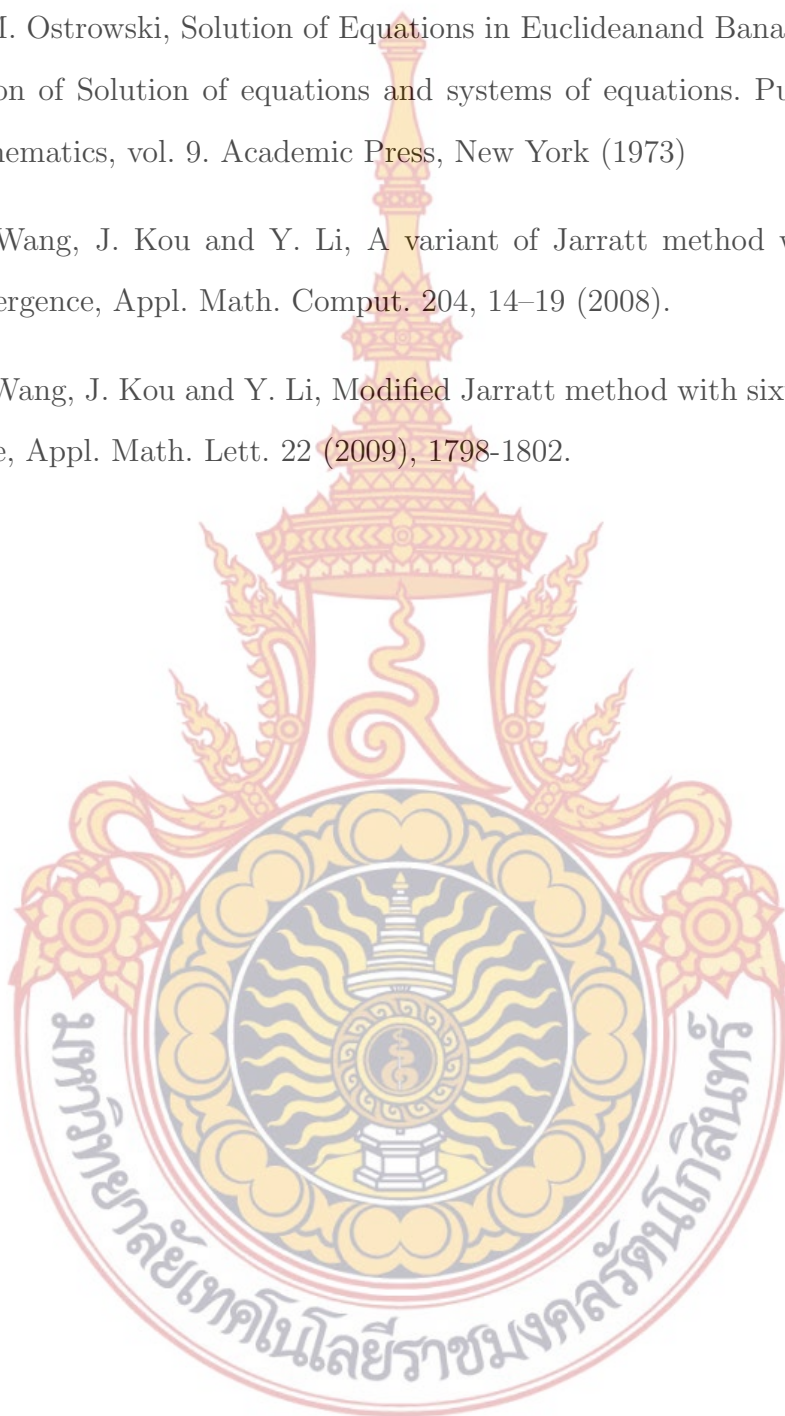 M. Ostrowski, Solution of Equations in Euclideanand Bana
on of Solution of equations and systems of equations. Pu
hematics, vol. 9. Academic Press, New York (1973)
Wang, J. Kou and Y. Li, A variant of Jarratt method w
ergence, Appl. Math. Comput. 204, 14–19 (2008).
Wang, J. Kou and Y. Li, Modified Jarratt method with six
e, Appl. Math. Lett. 22 (2009), 1798-1802.
มหาวิทยาลัยเทคโนโลยีราชมงคลรัตนโกสินทร์